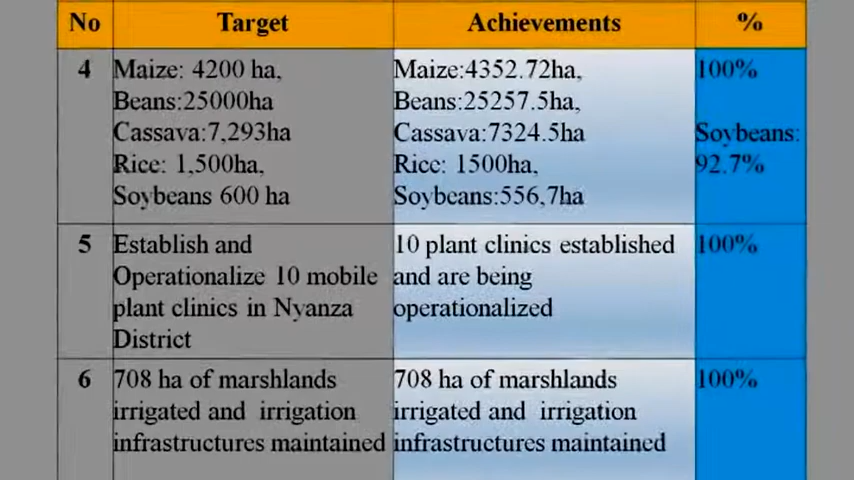 No Target Achievements %
4 Maize: 4200 ha, Maize:4352.72ha, 100%
Beans:25000ha Beans:25257.5ha,
Cassava:7,293ha Cassava:7324.5ha Soybeans:
Rice: 1,500ha, Rice: 1500ha, 92.7%
Soybeans 600 ha Soybeans:556,7ha
5 Establish and 10 plant clinics established 100%
Operationalize 10 mobile and are being
plant clinics in Nyanza operationalized
District
6 708 ha of marshlands 708 ha of marshlands 100%
irrigated and irrigation irrigated and irrigation
infrastructures maintained infrastructures maintained